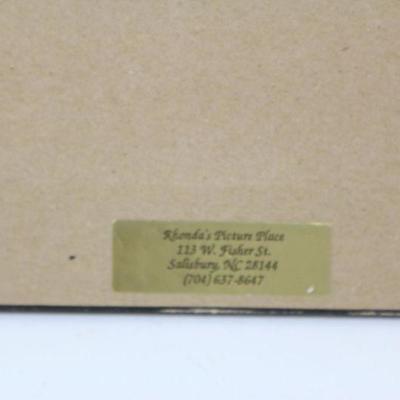 Rhonda's Picture Place
113 W. Fisher St.
Salisbury, NC 28144
(704) 637-8647